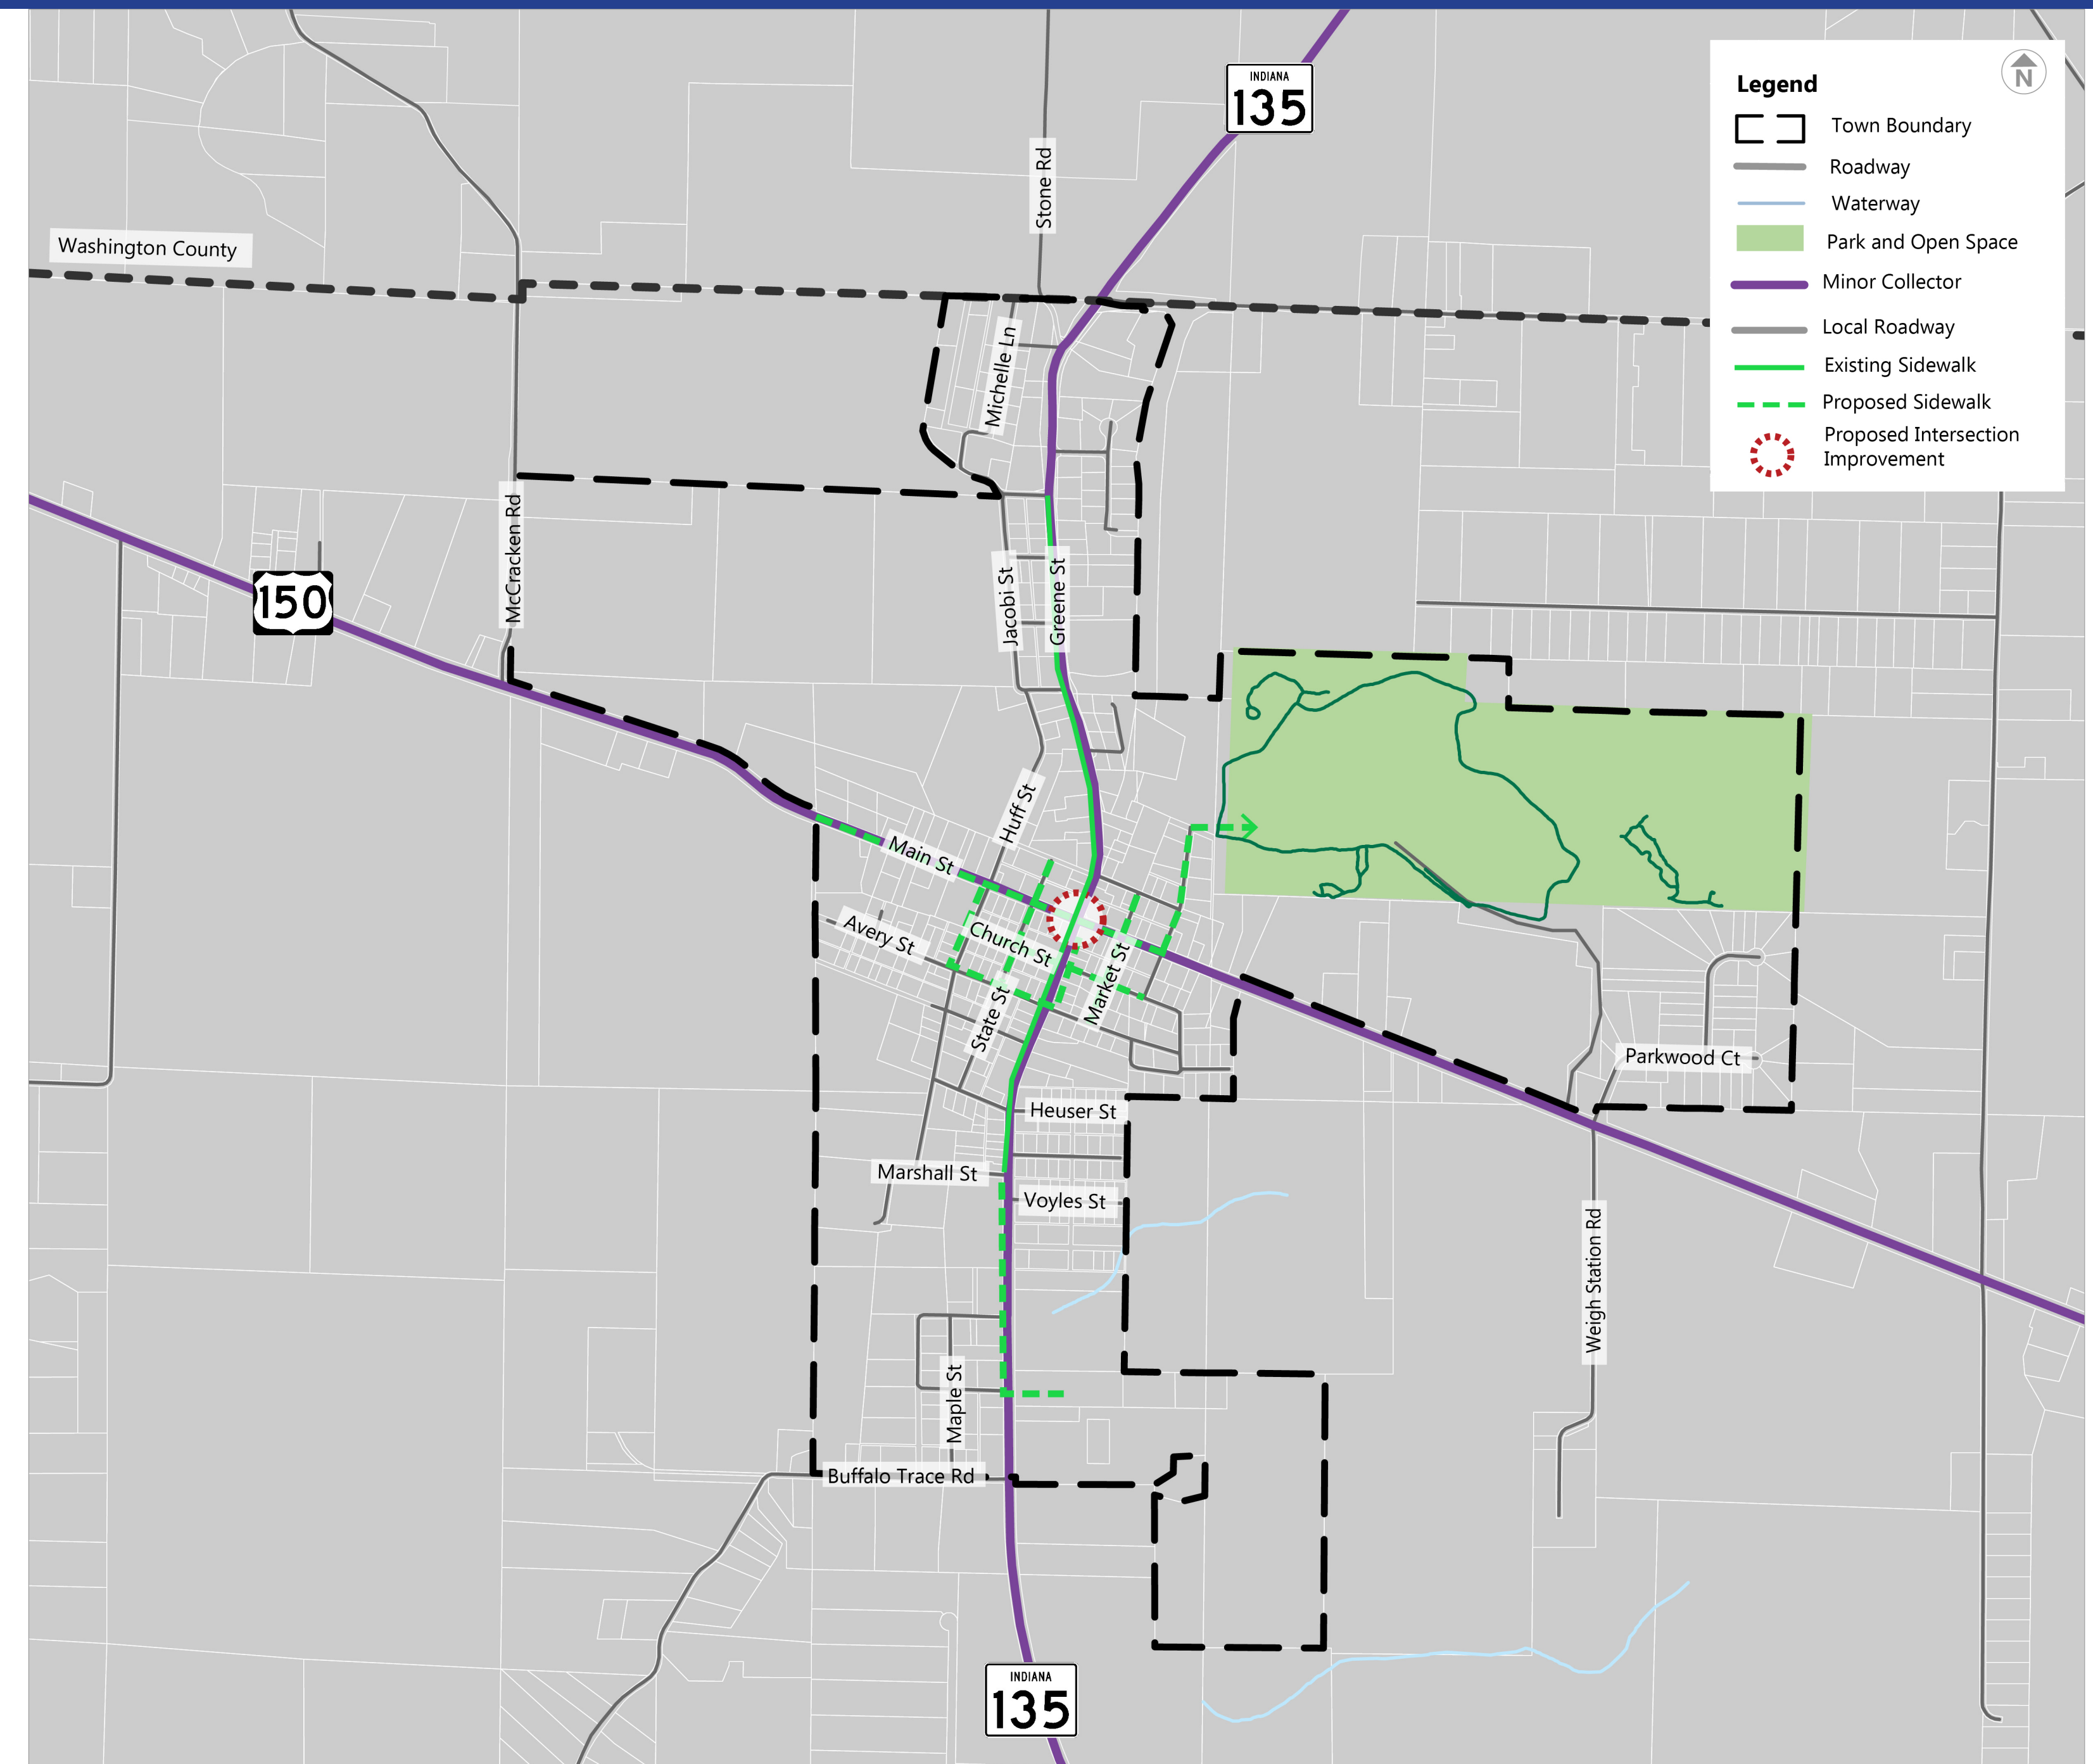 INDIANA
135
Legend
N
Town Boundary
Roadway
Waterway
Park and Open Space
Minor Collector
Local Roadway
Existing Sidewalk
Proposed Sidewalk
Proposed Intersection
Improvement
Stone Rd
Washington County
Michelle Ln
McCracken Rd
150
Jacobi St
Greene St
Huff St
Main St
Avery St
Church St
Market St
State St
Parkwood Ct
Heuser St
Marshall St
Voyles St
Weigh Station Rd
Maple St
Buffalo Trace Rd
INDIANA
135